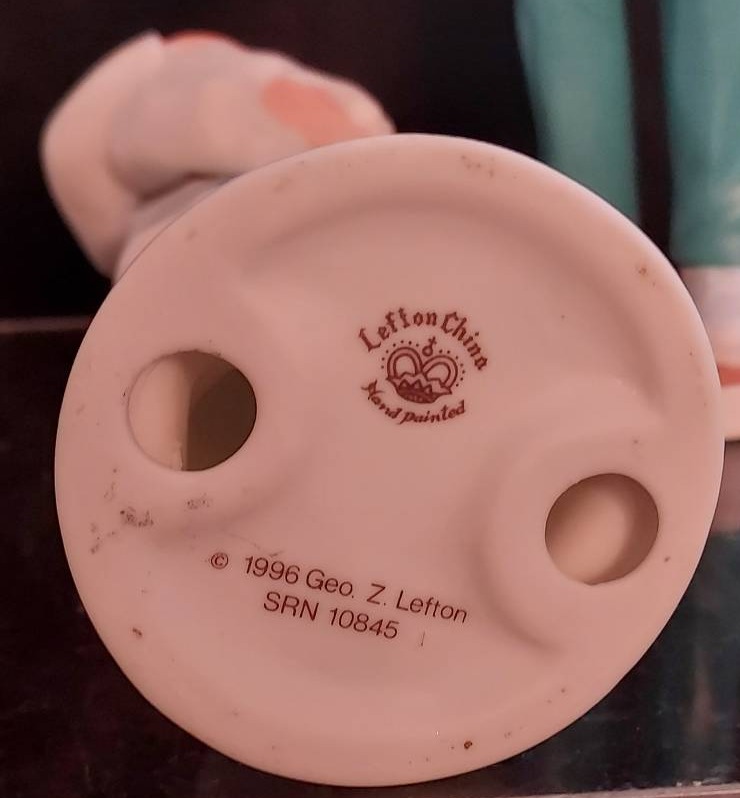 Lefton China
Hand painted
© 1996 Geo. Z. Lefton
SRN 10845